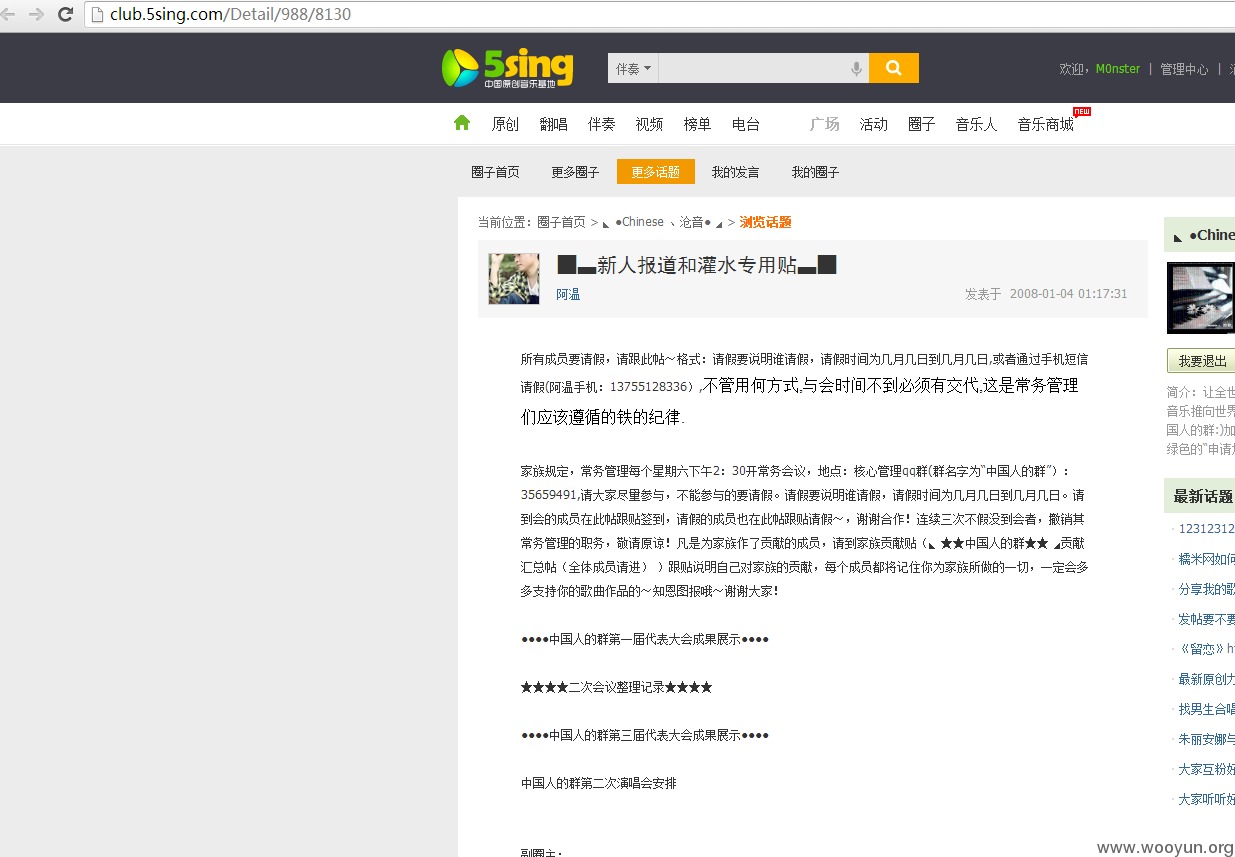 club.5sing.com/Detail/988/8130
5sing
中国原创音乐基地
伴奏
欢迎，M0nster | 管理中心 |
原创 翻唱 伴奏 视频 榜单 电台 广场 活动 圈子 音乐人 音乐商城 NEW
圈子首页 更多圈子 更多话题 我的发言 我的圈子
当前位置：圈子首页 > ◣ ●Chinese ﹑沧音● ◢ > 浏览话题
█▬新人报道和灌水专用贴▬█
阿温
发表于 2008-01-04 01:17:31
所有成员要请假，请跟此帖～格式：请假要说明谁请假，请假时间为几月几日到几月几日,或者通过手机短信
请假(阿温手机：13755128336）,不管用何方式,与会时间不到必须有交代,这是常务管理
们应该遵循的铁的纪律.
家族规定，常务管理每个星期六下午2：30开常务会议，地点：核心管理qq群(群名字为“中国人的群”）：
35659491,请大家尽量参与，不能参与的要请假。请假要说明谁请假，请假时间为几月几日到几月几日。请
到会的成员在此帖跟贴签到，请假的成员也在此帖跟贴请假～，谢谢合作！连续三次不假没到会者，撤销其
常务管理的职务，敬请原谅！凡是为家族作了贡献的成员，请到家族贡献贴（◣ ★★中国人的群★★ ◢贡献
汇总帖（全体成员请进） ）跟贴说明自己对家族的贡献，每个成员都将记住你为家族所做的一切，一定会多
多支持你的歌曲作品的～知恩图报哦～谢谢大家！
●●●●中国人的群第一届代表大会成果展示●●●●
★★★★二次会议整理记录★★★★
●●●●中国人的群第三届代表大会成果展示●●●●
中国人的群第二次演唱会安排
副圈主：
◣ ●Chine
我要退出
简介：让全世
音乐推向世界
国人的群:)加
绿色的“申请
最新话题
12312312
糯米网如何
分享我的歌
发帖要不要
《留恋》h
最新原创力
找男生合唱
朱丽安娜与
大家互粉好
大家听听好
www.wooyun.org